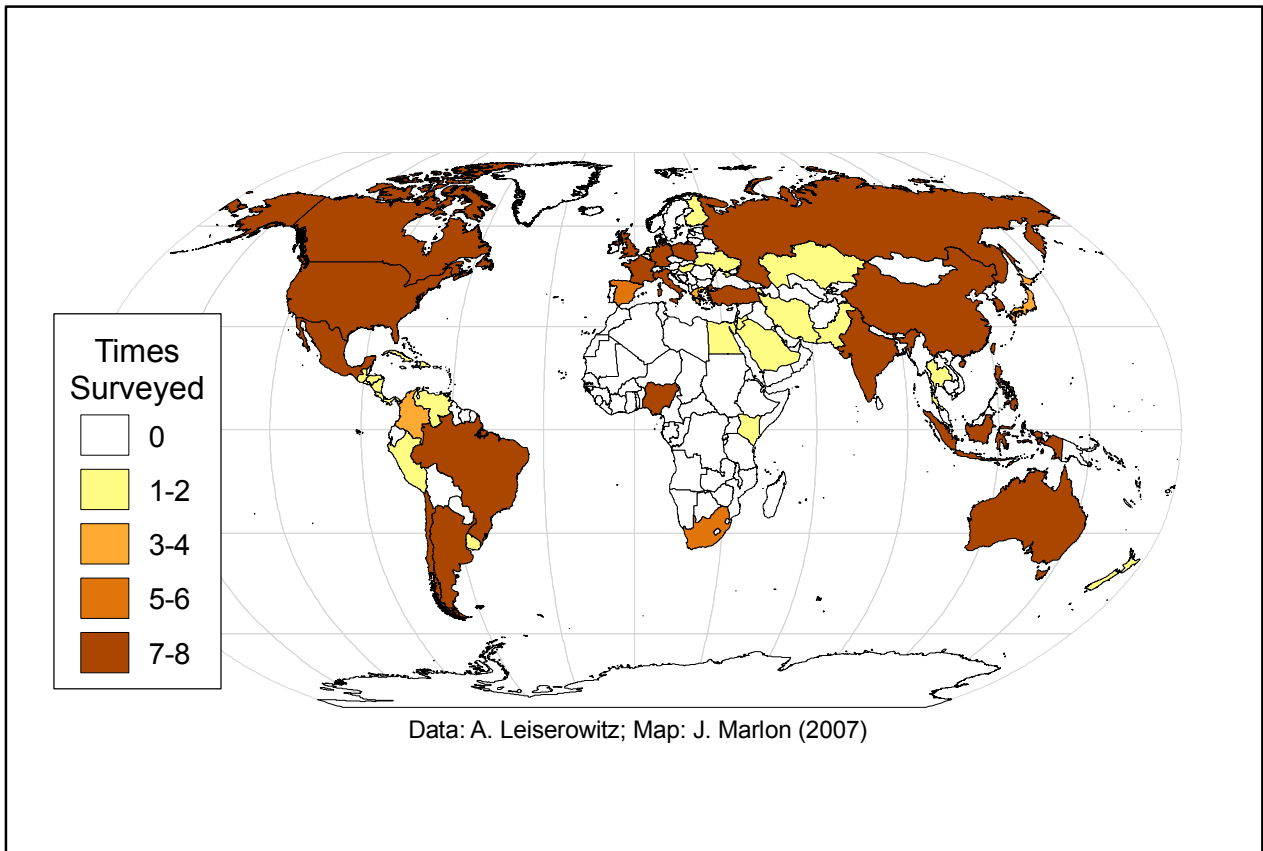 Times
Surveyed
0
1-2
3-4
5-6
7-8
Data: A. Leiserowitz; Map: J. Marlon (2007)